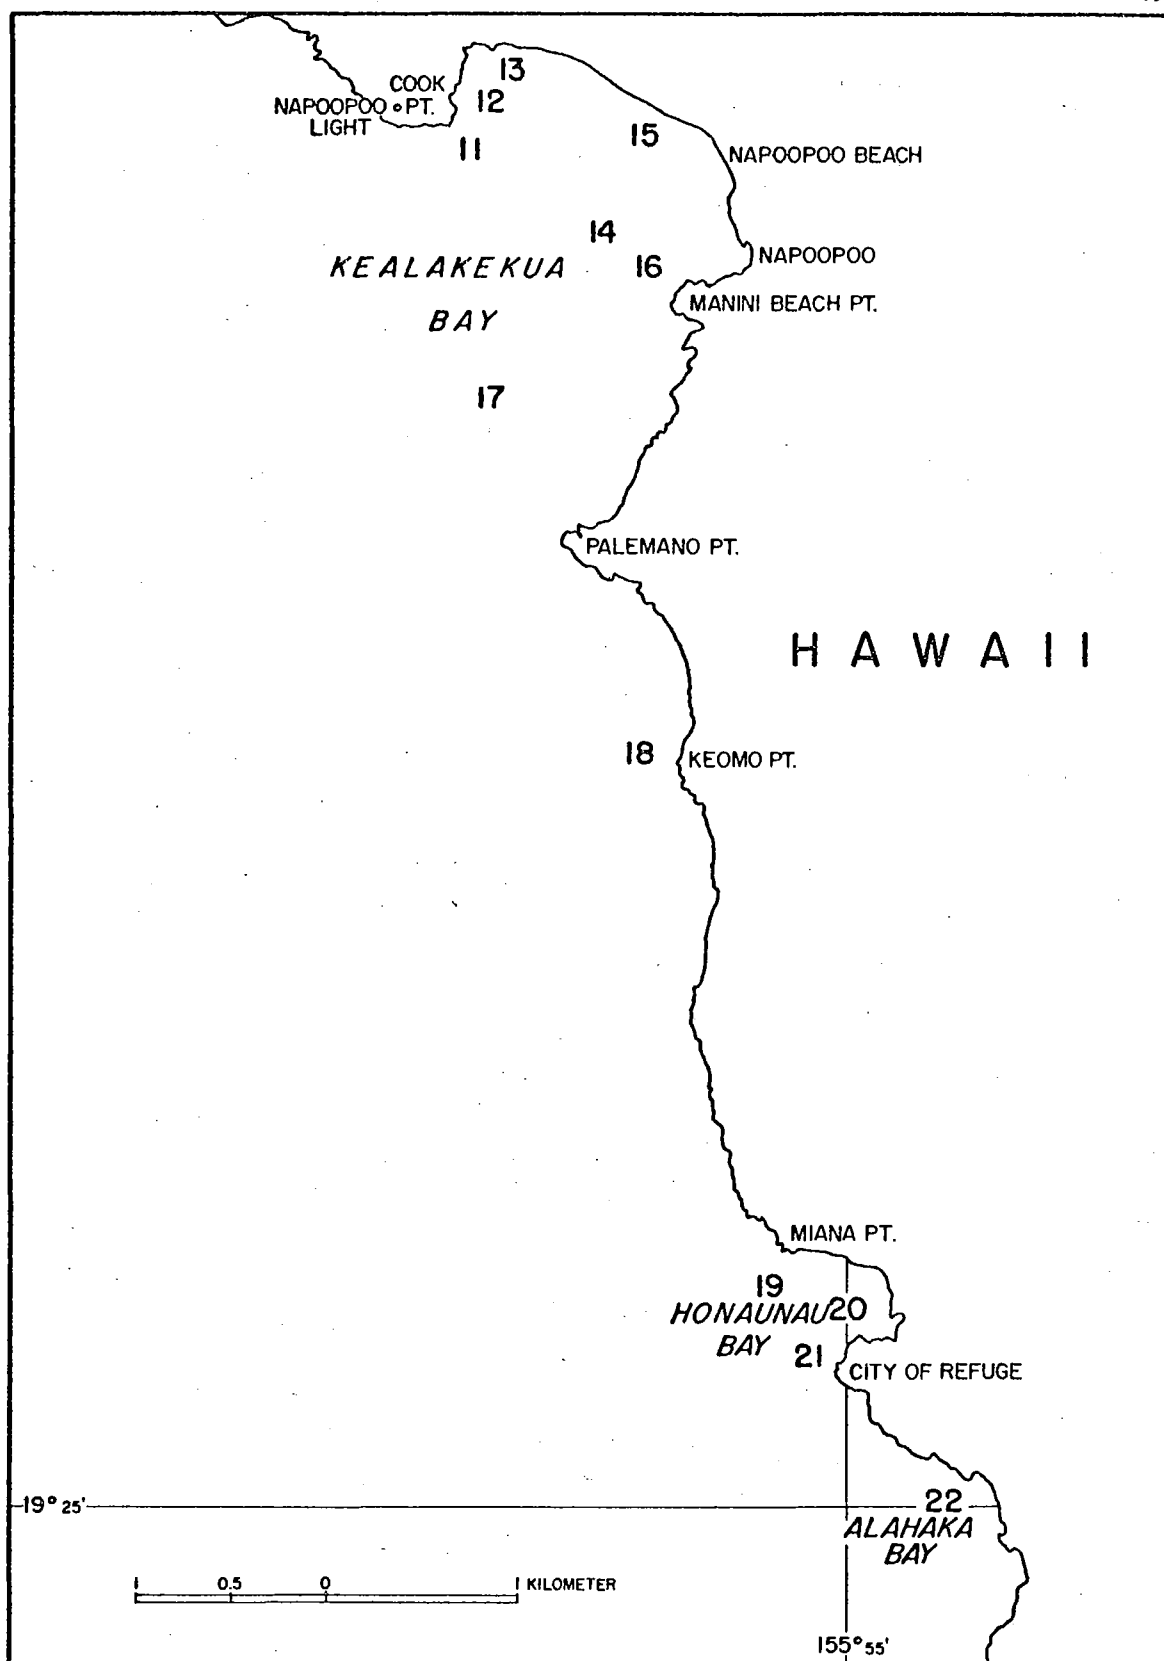 13
COOK
12
NAPOOPOO PT.
LIGHT
11
15
NAPOOPOO BEACH
14
NAPOOPOO
KEALAKEKUA
16
BAY
MANINI BEACH PT.
17
PALEMANO PT.
HAWAII
18
KEOMO PT.
MIANA PT.
19
HONAUNAU
20
BAY
21
CITY OF REFUGE
19° 25'
22
ALAHAKA
BAY
1 0.5 0 1 KILOMETER
155° 55'